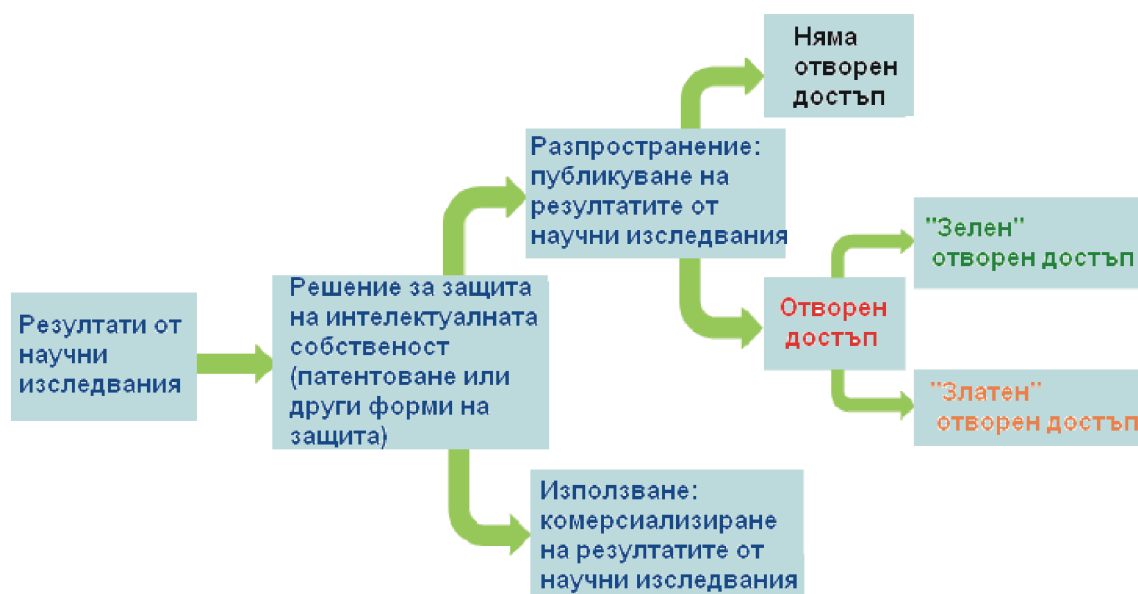 Резултати от
научни
изследвания
Решение за защита
на интелектуалната
собственост
(патентоване или
други форми на
защита)
Разпространение:
публикуване на
резултатите от
научни изследвания
Използване:
комерсиализиране
на резултатите от
научни изследвания
Няма
отворен
достъп
Отворен
достъп
"Зелен"
отворен достъп
"Златен"
отворен достъп